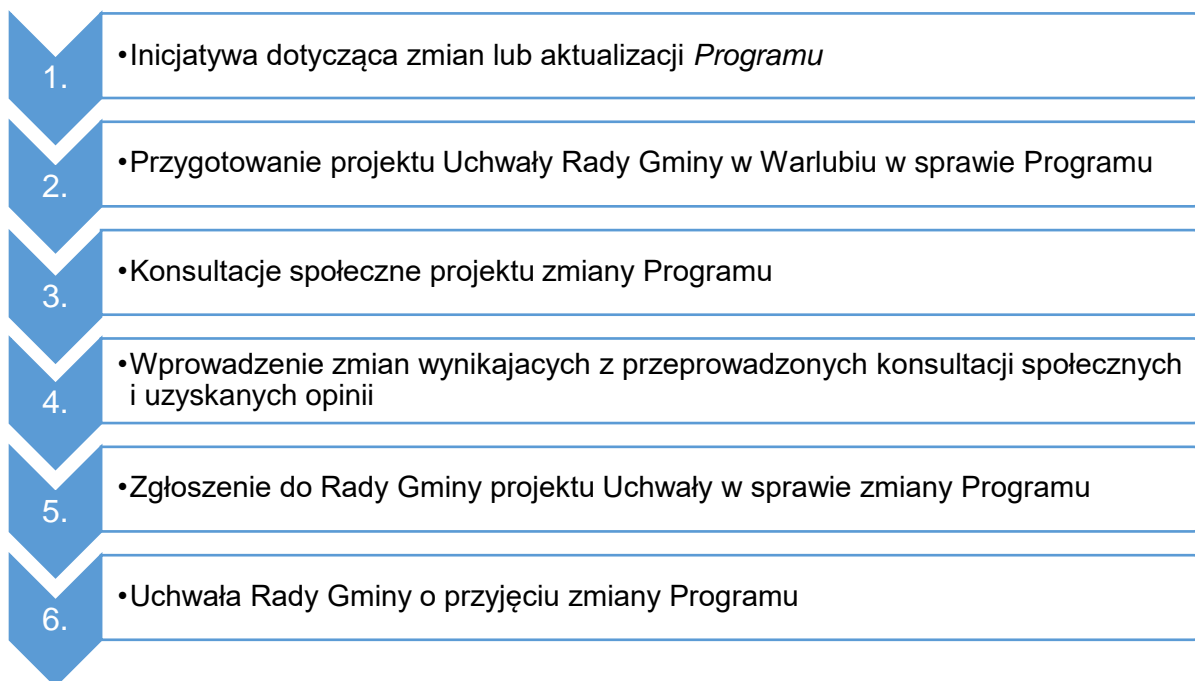 1.
•Inicjatywa dotycząca zmian lub aktualizacji Programu
2.
•Przygotowanie projektu Uchwały Rady Gminy w Warlubiu w sprawie Programu
3.
•Konsultacje społeczne projektu zmiany Programu
4.
•Wprowadzenie zmian wynikajacych z przeprowadzonych konsultacji społecznych
i uzyskanych opinii
5.
•Zgłoszenie do Rady Gminy projektu Uchwały w sprawie zmiany Programu
6.
•Uchwała Rady Gminy o przyjęciu zmiany Programu